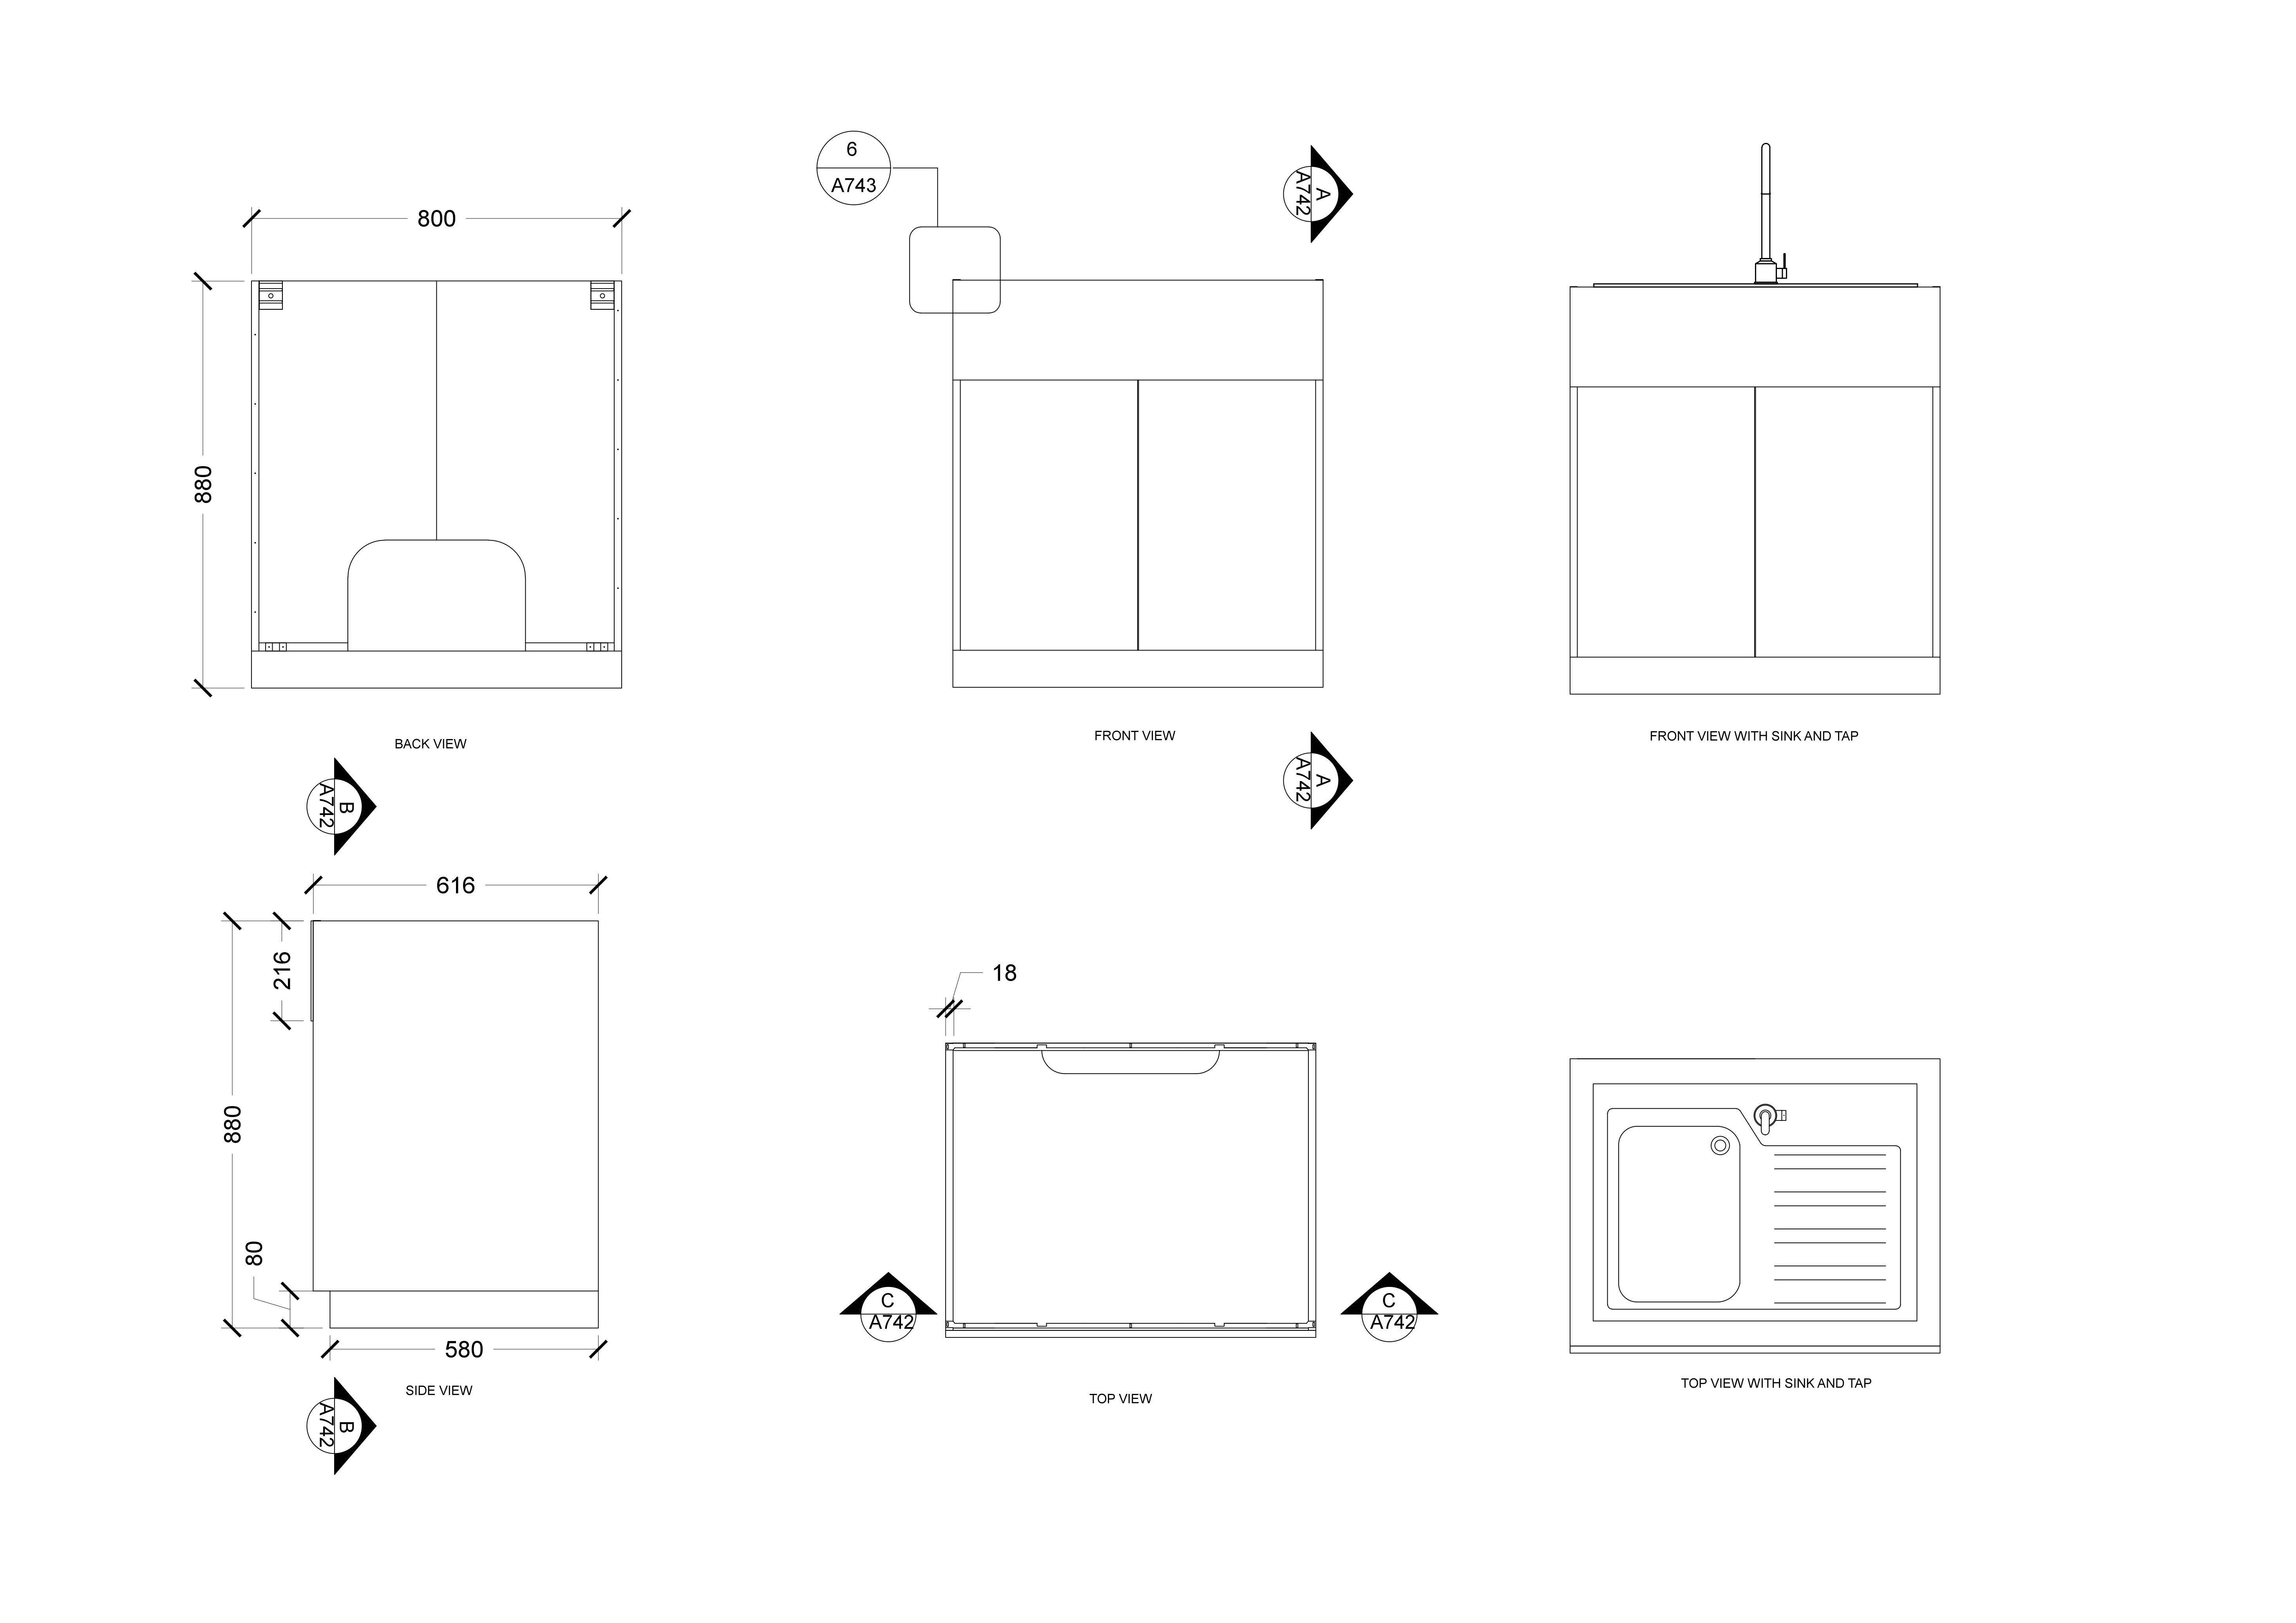 6
A743
A
A742
800
880
BACK VIEW
FRONT VIEW
FRONT VIEW WITH SINK AND TAP
A
A742
B
A742
616
216
880
80
580
SIDE VIEW
B
A742
18
C
A742
C
A742
TOP VIEW
TOP VIEW WITH SINK AND TAP